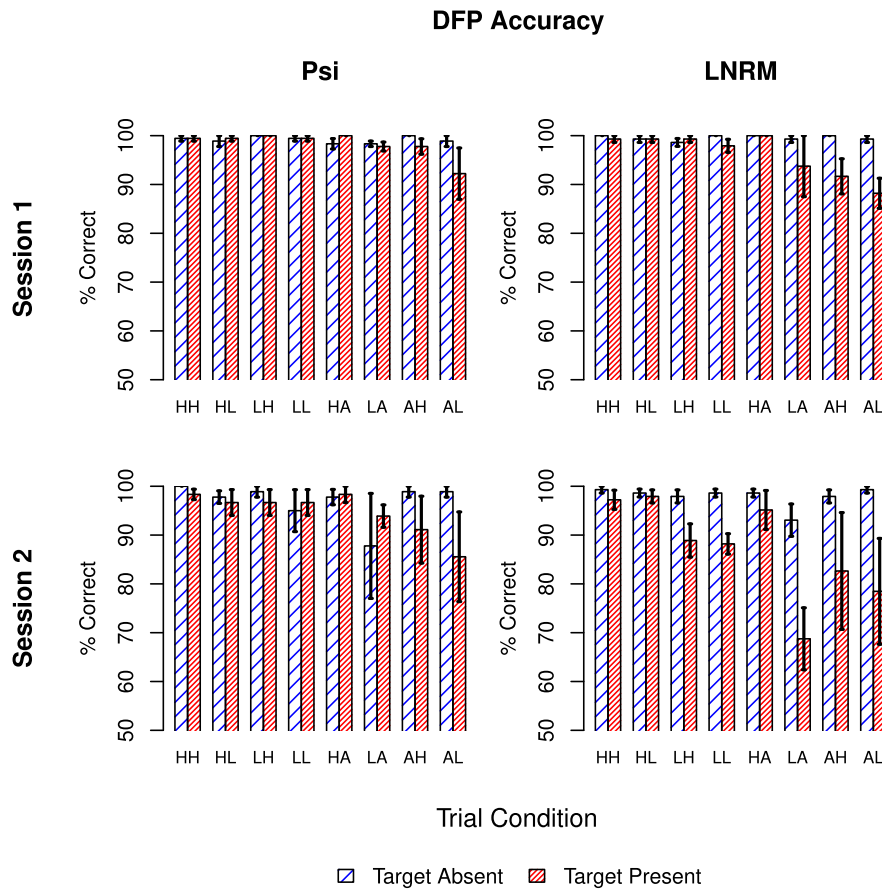 DFP Accuracy
Psi
LNRM
Session 1
% Correct
100
90
80
70
60
50
HH HL LH LL HA LA AH AL
% Correct
100
90
80
70
60
50
HH HL LH LL HA LA AH AL
Session 2
% Correct
100
90
80
70
60
50
HH HL LH LL HA LA AH AL
% Correct
100
90
80
70
60
50
HH HL LH LL HA LA AH AL
Trial Condition
Target Absent Target Present